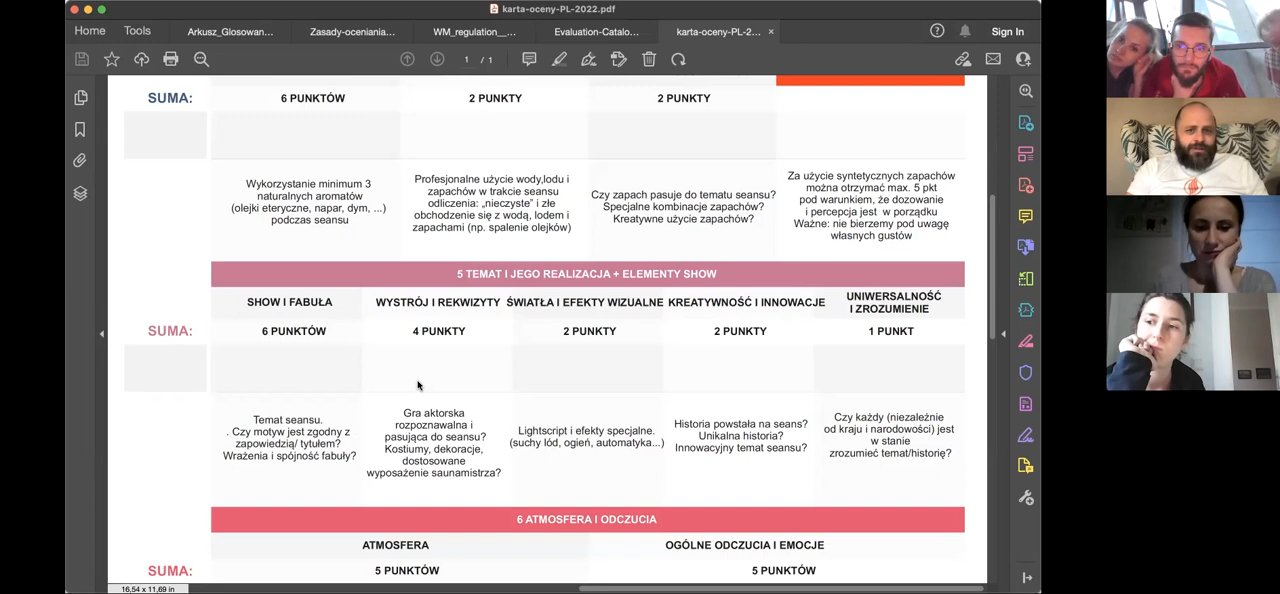 karta-oceny-PL-2022.pdf
Home
Tools
Arkusz_Glosowan...
Zasady-oceniania...
WM_regulation__...
Evaluation-Catalo...
karta-oceny-PL-2...
×
Sign In
1 / 1
SUMA:
6 PUNKTÓW
2 PUNKTY
2 PUNKTY
Wykorzystanie minimum 3
naturalnych aromatów
(olejki eteryczne, napar, dym, ...)
podczas seansu
Profesjonalne użycie wody,lodu i
zapachów w trakcie seansu
odliczenia: „nieczyste” i złe
obchodzenie się z wodą, lodem i
zapachami (np. spalenie olejków)
Czy zapach pasuje do tematu seansu?
Specjalne kombinacje zapachów?
Kreatywne użycie zapachów?
Za użycie syntetycznych zapachów
można otrzymać max. 5 pkt
pod warunkiem, że dozowanie
i percepcja jest w porządku
Ważne: nie bierzemy pod uwagę
własnych gustów
5 TEMAT I JEGO REALIZACJA + ELEMENTY SHOW
SHOW I FABUŁA
WYSTRÓJ I REKWIZYTY
ŚWIATŁA I EFEKTY WIZUALNE
KREATYWNOŚĆ I INNOWACJE
UNIWERSALNOŚĆ
I ZROZUMIENIE
SUMA:
6 PUNKTÓW
4 PUNKTY
2 PUNKTY
2 PUNKTY
1 PUNKT
Temat seansu.
. Czy motyw jest zgodny z
zapowiedzią/ tytułem?
Wrażenia i spójność fabuły?
Gra aktorska
rozpoznawalna i
pasująca do seansu?
Kostiumy, dekoracje,
dostosowane
wyposażenie saunamistrza?
Lightscript i efekty specjalne.
(suchy lód, ogień, automatyka...)
Historia powstała na seans?
Unikalna historia?
Innowacyjny temat seansu?
Czy każdy (niezależnie
od kraju i narodowości) jest
w stanie
zrozumieć temat/historię?
6 ATMOSFERA I ODCZUCIA
ATMOSFERA
OGÓLNE ODCZUCIA I EMOCJE
SUMA:
5 PUNKTÓW
5 PUNKTÓW
16,54 x 11,69 in